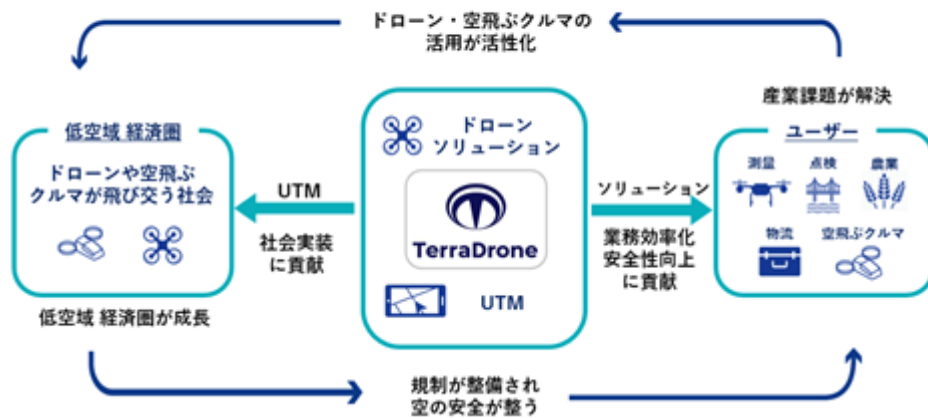 ドローン・空飛ぶクルマの
活用が活性化
産業課題が解決
低空域 経済圏
ドローンや空飛ぶ
クルマが飛び交う社会
低空域 経済圏が成長
UTM
社会実装
に貢献
ドローン
ソリューション
TerraDrone
UTM
ソリューション
業務効率化
安全性向上
に貢献
ユーザー
測量
点検
農業
物流
空飛ぶクルマ
規制が整備され
空の安全が整う